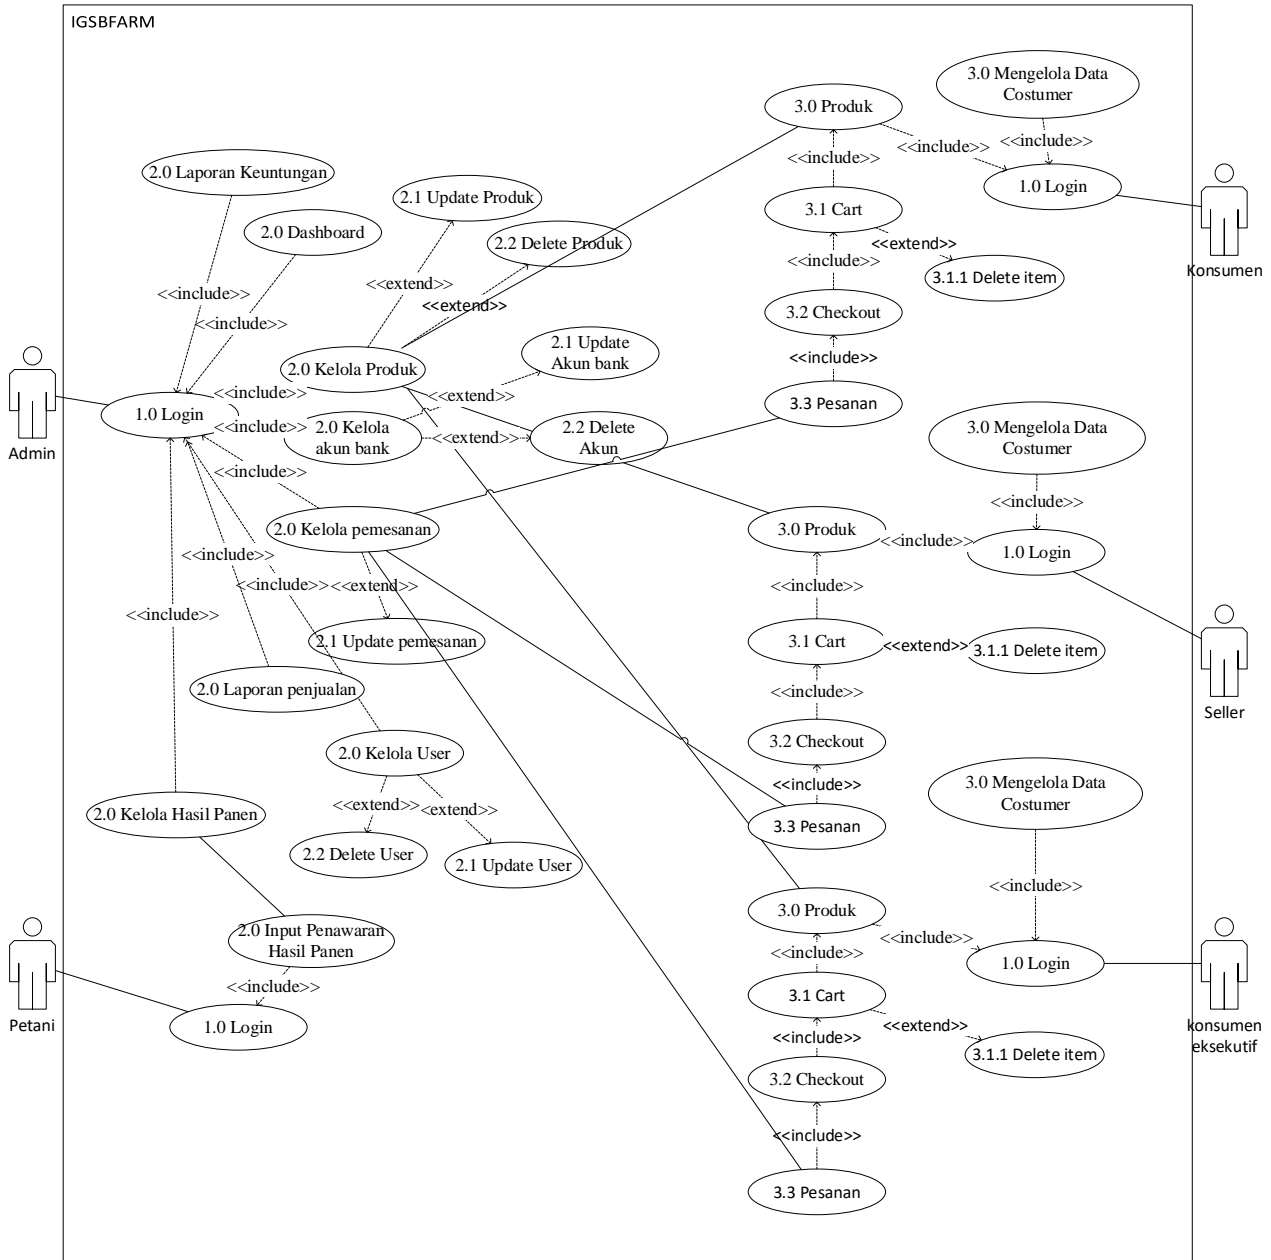 IGSBFARM
3.0 Mengelola Data
Costumer
3.0 Produk
<<include>>
<<include>>
<<include>>
2.0 Laporan Keuntungan
1.0 Login
2.1 Update Produk
3.1 Cart
2.0 Dashboard
2.2 Delete Produk
<<extend>>
<<include>>
Konsumen
3.1.1 Delete item
<<extend>>
<<include>>
<<extend>>
3.2 Checkout
<<include>>
2.1 Update
Akun bank
<<include>>
2.0 Kelola Produk
<<include>>
<<extend>>
3.3 Pesanan
1.0 Login
Admin
<<include>>
2.0 Kelola
akun bank
<<extend>>
2.2 Delete
Akun
3.0 Mengelola Data
Costumer
<<include>>
<<include>>
2.0 Kelola pemesanan
3.0 Produk
<<include>>
1.0 Login
<<include>>
<<include>>
<<extend>>
<<include>>
<<include>>
2.1 Update pemesanan
3.1 Cart
<<extend>>
3.1.1 Delete item
2.0 Laporan penjualan
<<include>>
Seller
2.0 Kelola User
3.2 Checkout
<<include>>
3.0 Mengelola Data
Costumer
<<extend>>
<<extend>>
2.0 Kelola Hasil Panen
3.3 Pesanan
2.2 Delete User
2.1 Update User
<<include>>
3.0 Produk
2.0 Input Penawaran
Hasil Panen
<<include>>
<<include>>
1.0 Login
<<include>>
3.1 Cart
Petani
1.0 Login
<<extend>>
konsumen
eksekutif
<<include>>
3.1.1 Delete item
3.2 Checkout
<<include>>
3.3 Pesanan